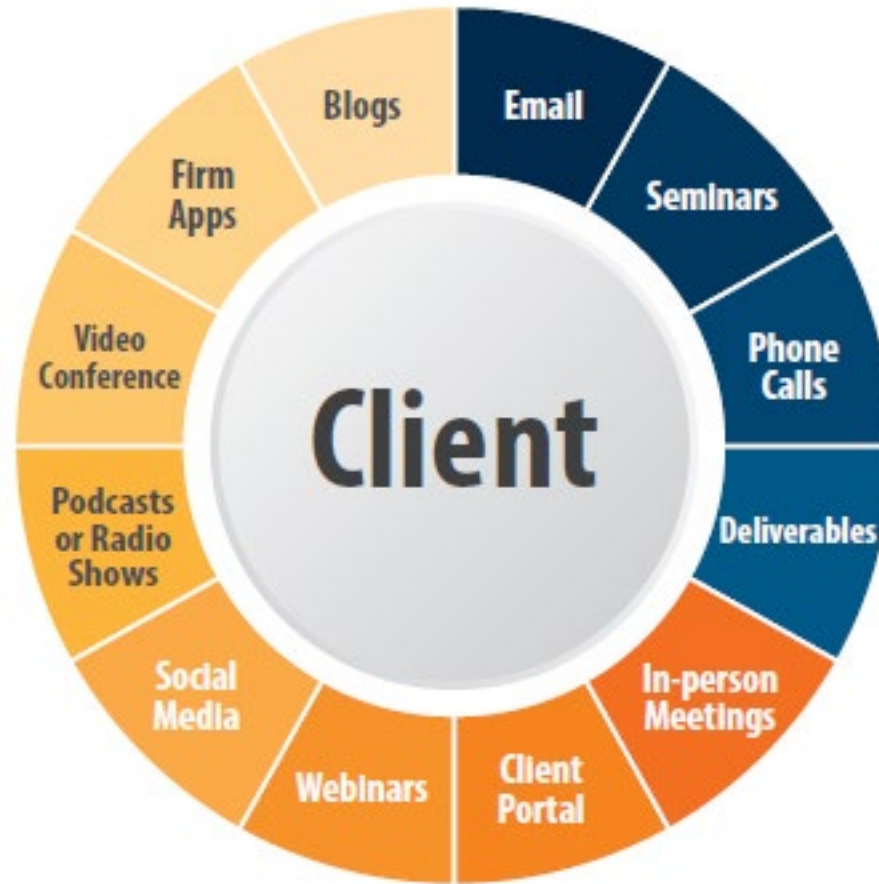 Blogs
Email
Seminars
Phone
Calls
Deliverables
In-person
Meetings
Client
Portal
Webinars
Social
Media
Podcasts
or Radio
Shows
Video
Conference
Firm
Apps
Client